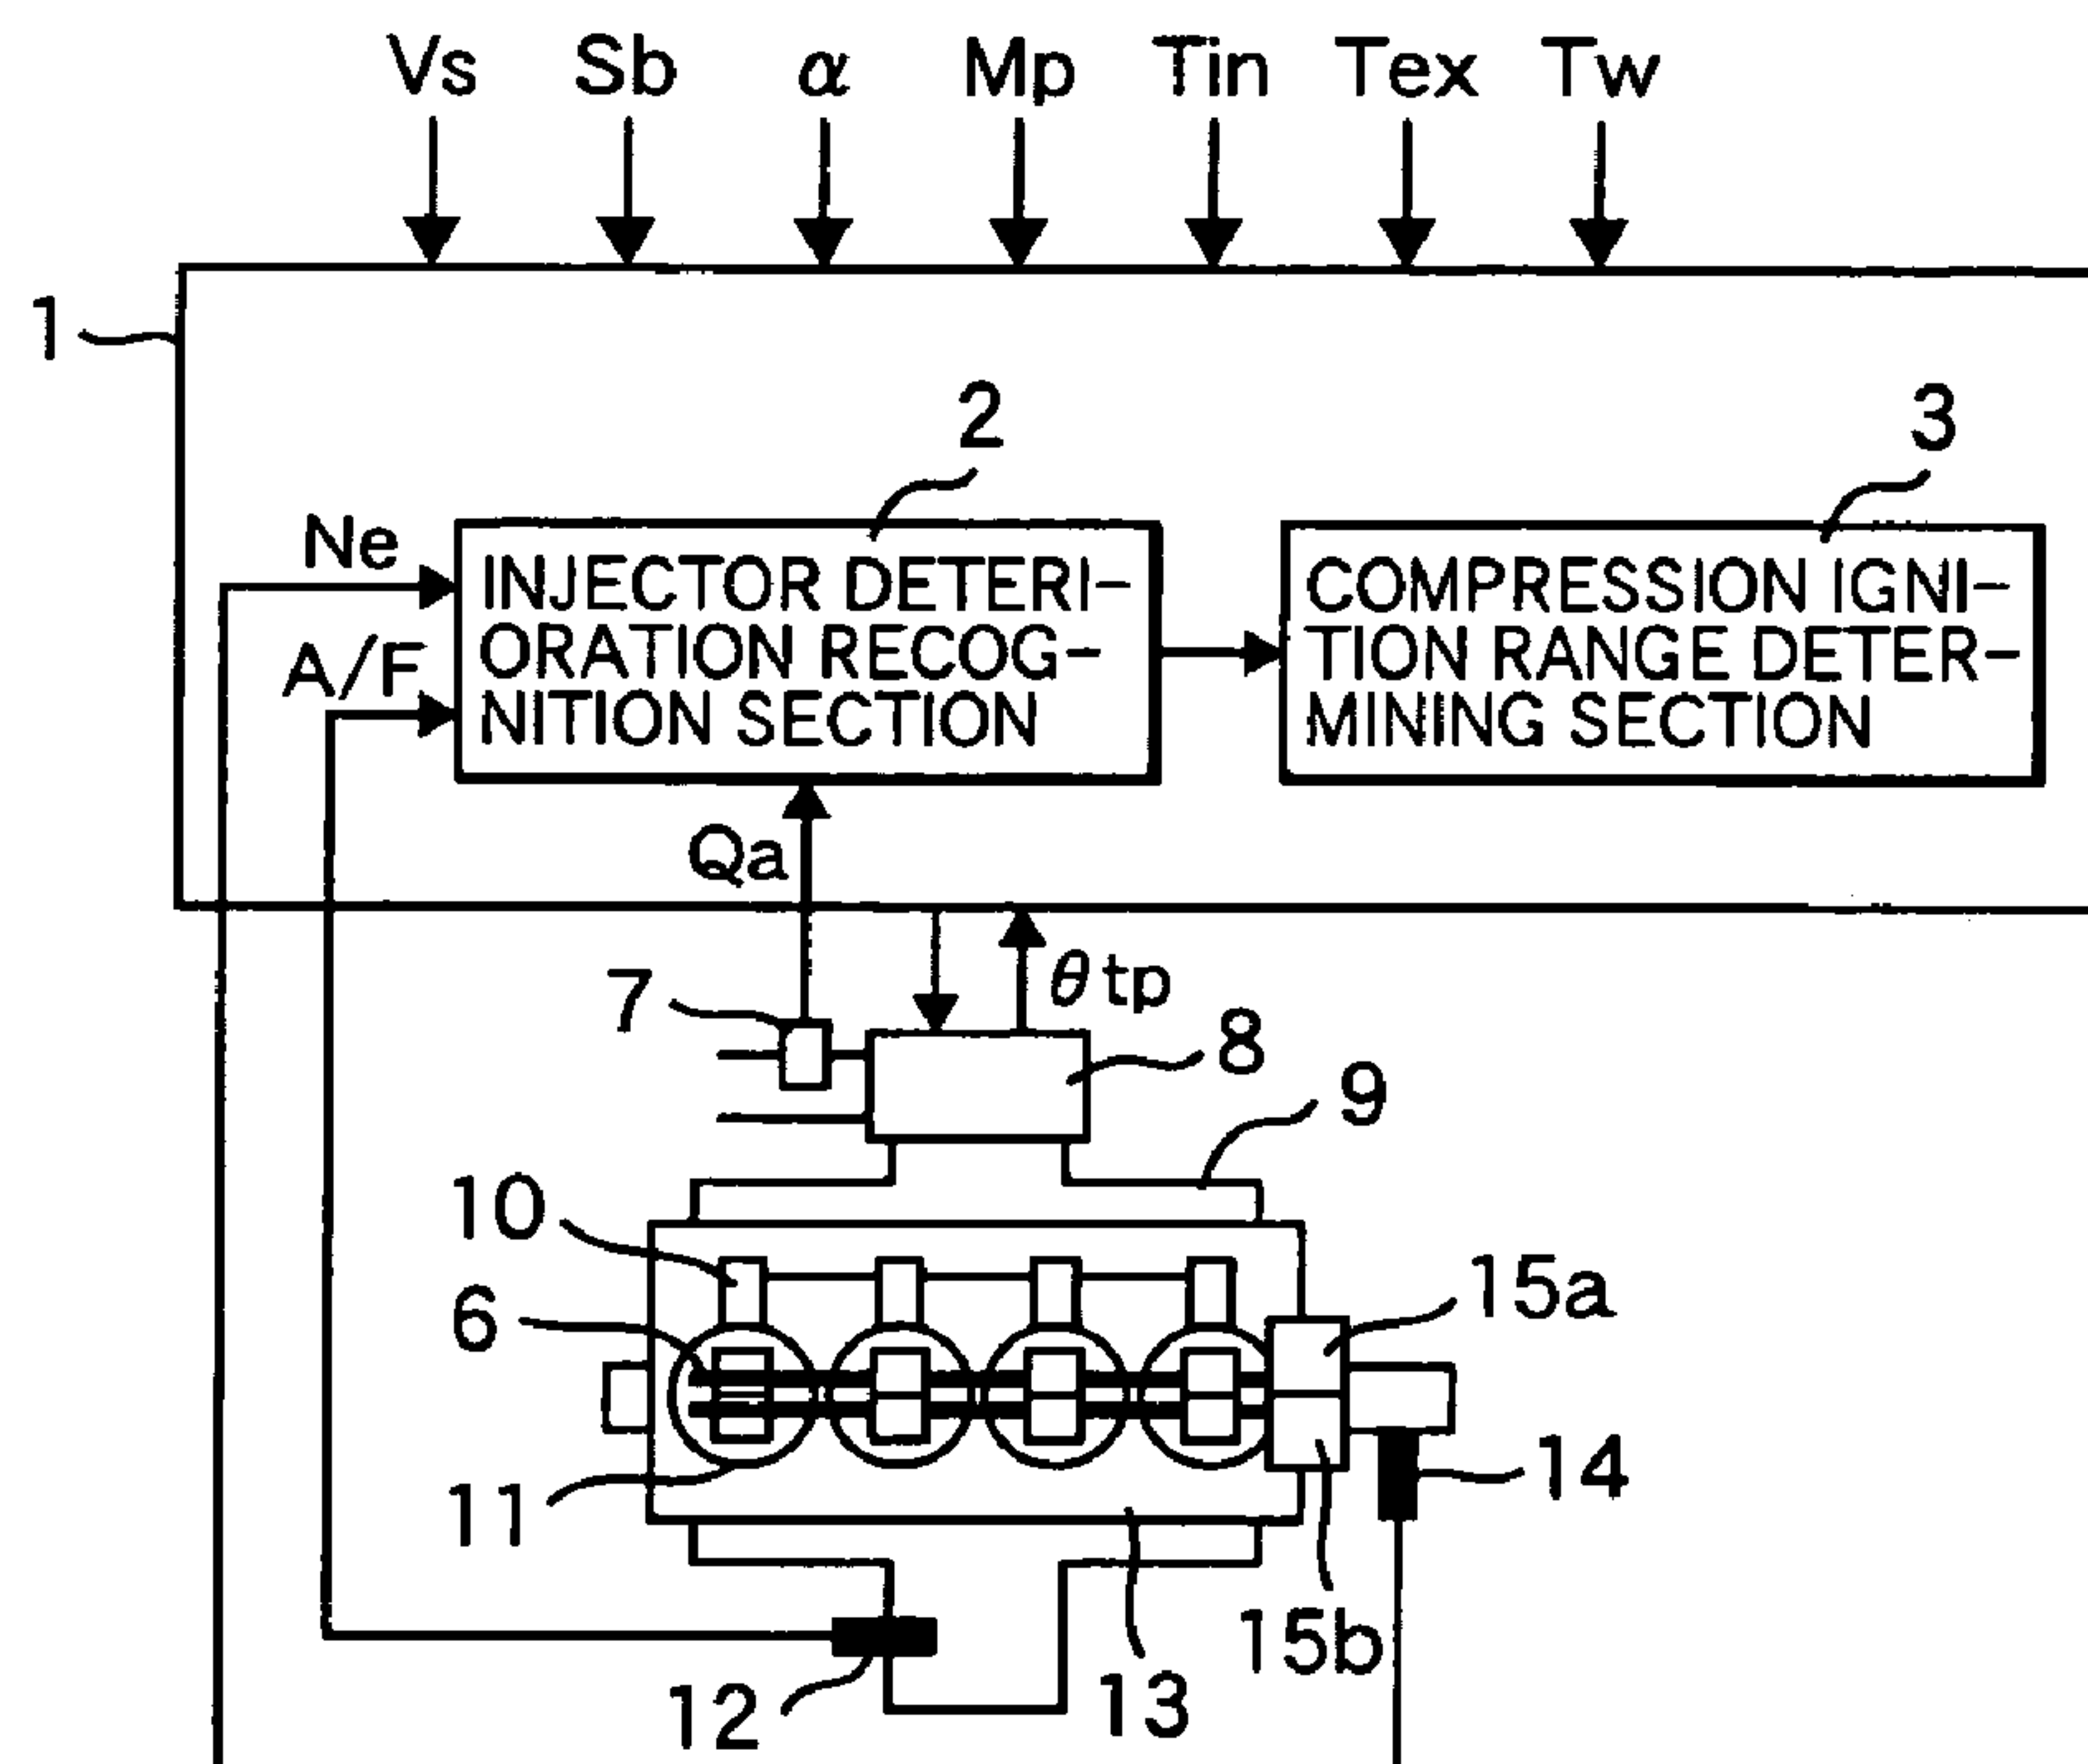 Vs Sb α Mp Tin Tex Tw
1
2
3
Ne
INJECTOR DETERI-
ORATION RECOG-
NITION SECTION
COMPRESSION IGNI-
TION RANGE DETER-
MINING SECTION
A/F
Qa
7
θtp
8
9
10
6
15a
11
14
15b
12
13